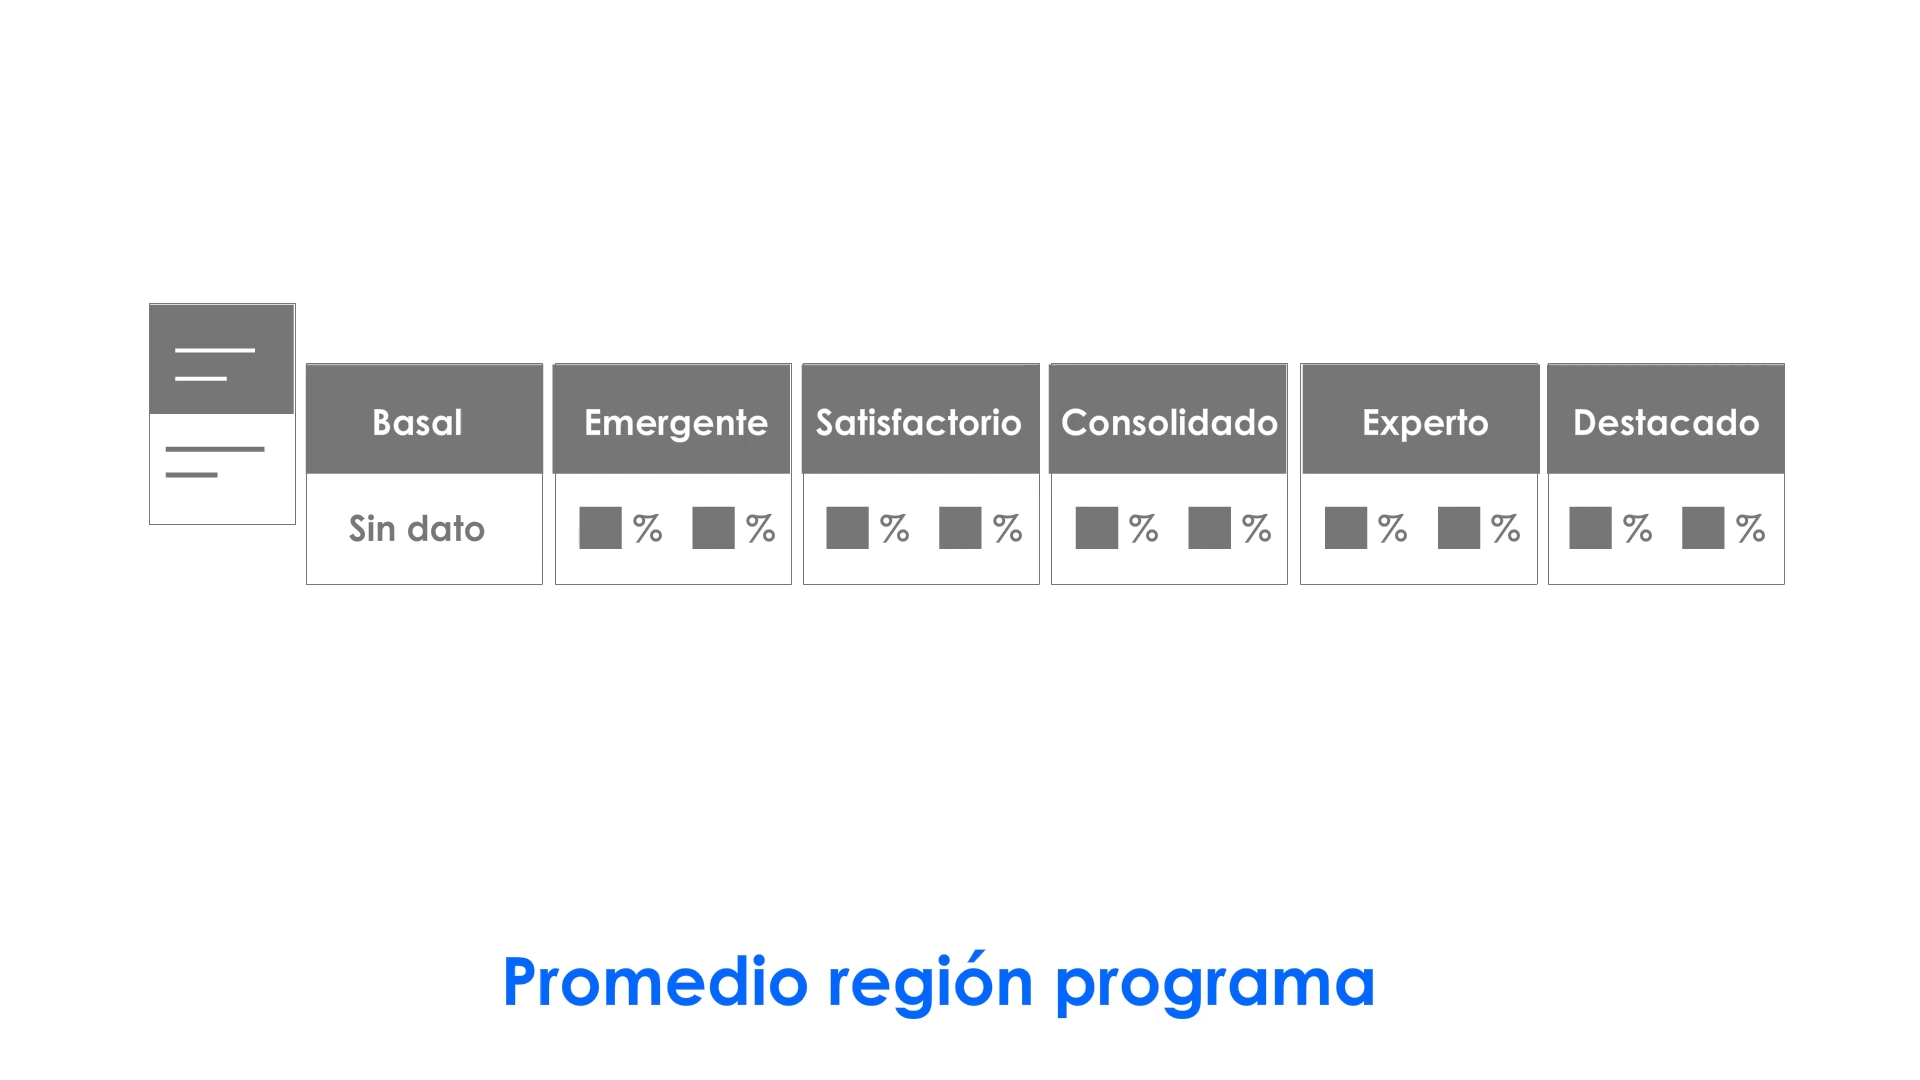 Basal Emergente Satisfactorio Consolidado Experto Destacado
Sin dato % % % % % % % % % %
Promedio región programa